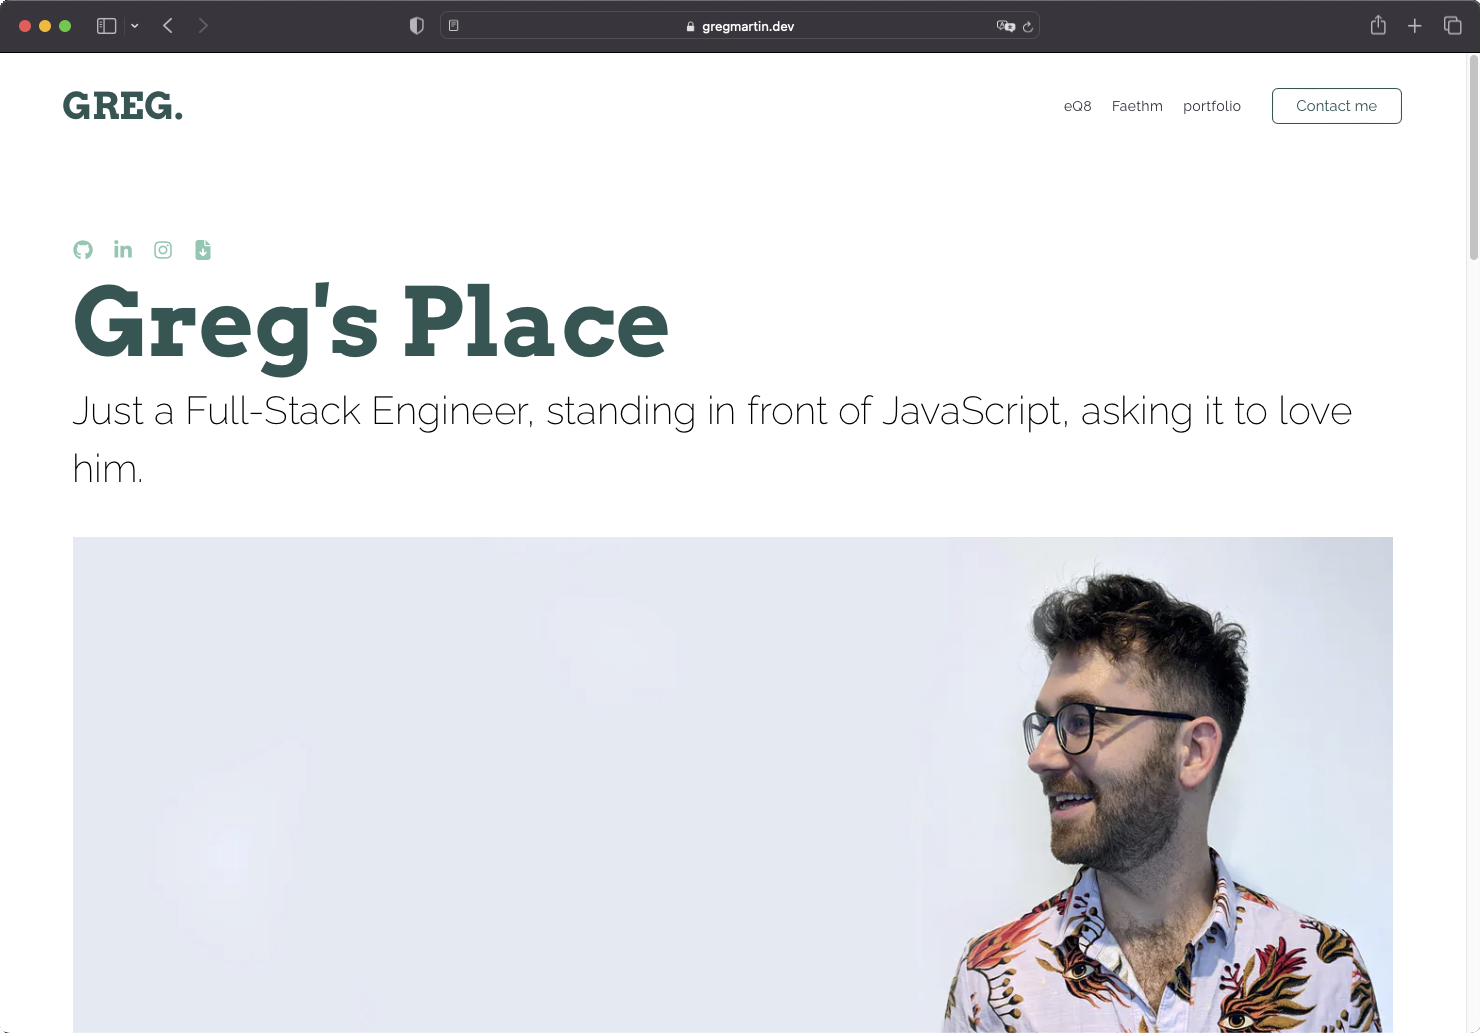 gregmartin.dev
GREG.
eQ8 Faethm portfolio Contact me
Greg's Place
Just a Full-Stack Engineer, standing in front of JavaScript, asking it to love
him.